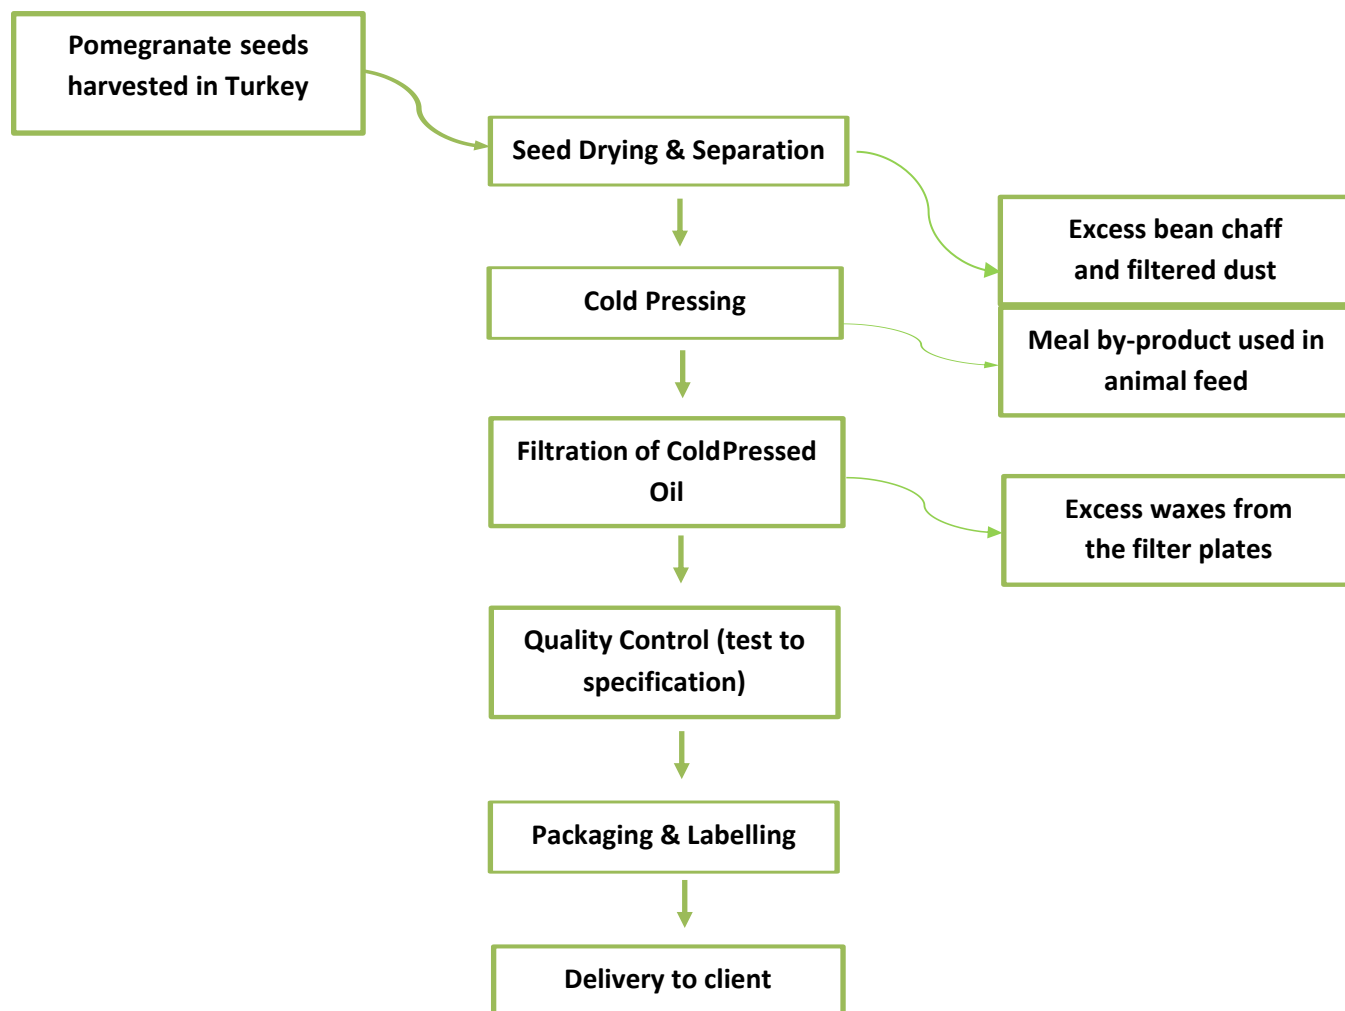 Pomegranate seeds
harvested in Turkey
Seed Drying & Separation
Excess bean chaff
and filtered dust
Cold Pressing
Meal by-product used in
animal feed
Filtration of ColdPressed
Oil
Excess waxes from
the filter plates
Quality Control (test to
specification)
Packaging & Labelling
Delivery to client